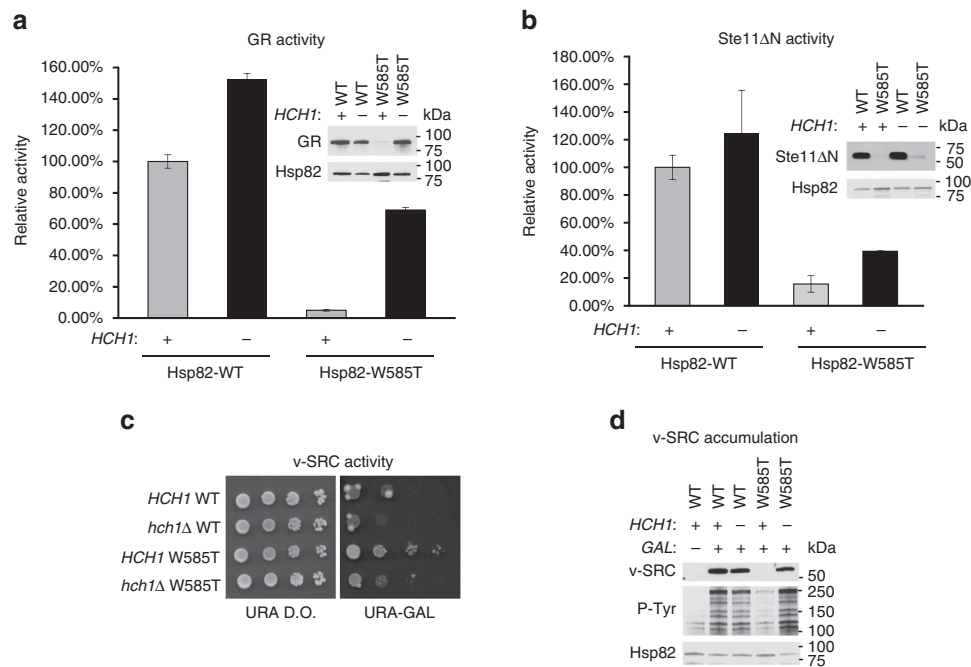 a
GR activity
160.00%
140.00%
120.00%
100.00%
80.00%
60.00%
40.00%
20.00%
0.00%
Relative activity
WT WT W585T W585T
HCH1: + − + − kDa
GR 100 75
Hsp82 100 75
HCH1: + − + −
Hsp82-WT Hsp82-W585T
b
Ste11ΔN activity
180.00%
160.00%
140.00%
120.00%
100.00%
80.00%
60.00%
40.00%
20.00%
0.00%
Relative activity
WT W585T WT W585T
HCH1: + + − − kDa
Ste11ΔN 75 50
Hsp82 100 75
HCH1: + − + −
Hsp82-WT Hsp82-W585T
c
v-SRC activity
HCH1 WT
hch1Δ WT
HCH1 W585T
hch1Δ W585T
URA D.O. URA-GAL
d
v-SRC accumulation
WT WT WT W585T W585T
HCH1: + + − + −
GAL: − + + + + kDa
v-SRC 50
P-Tyr 250 150 100
Hsp82 100 75